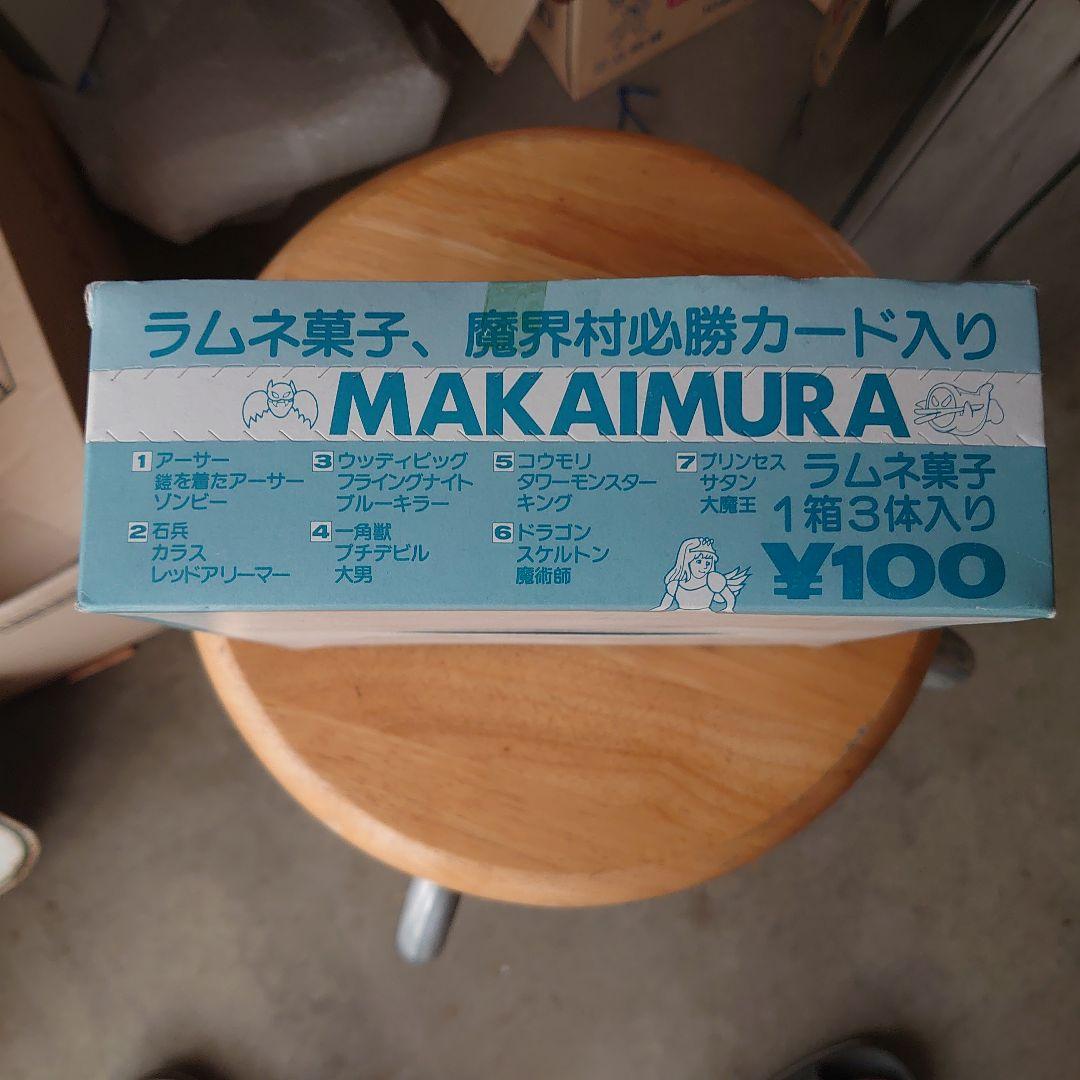 ラムネ菓子、魔界村必勝カード入り
MAKAIMURA
1 アーサー
鎧を着たアーサー
ゾンビー
2 石兵
カラス
レッドアリーマー
3 ウッディピッグ
フライングナイト
ブルーキラー
4 一角獣
プチデビル
大男
5 コウモリ
タワーモンスター
キング
6 ドラゴン
スケルトン
魔術師
7 プリンセス
サタン
大魔王
ラムネ菓子
1箱3体入り
¥100